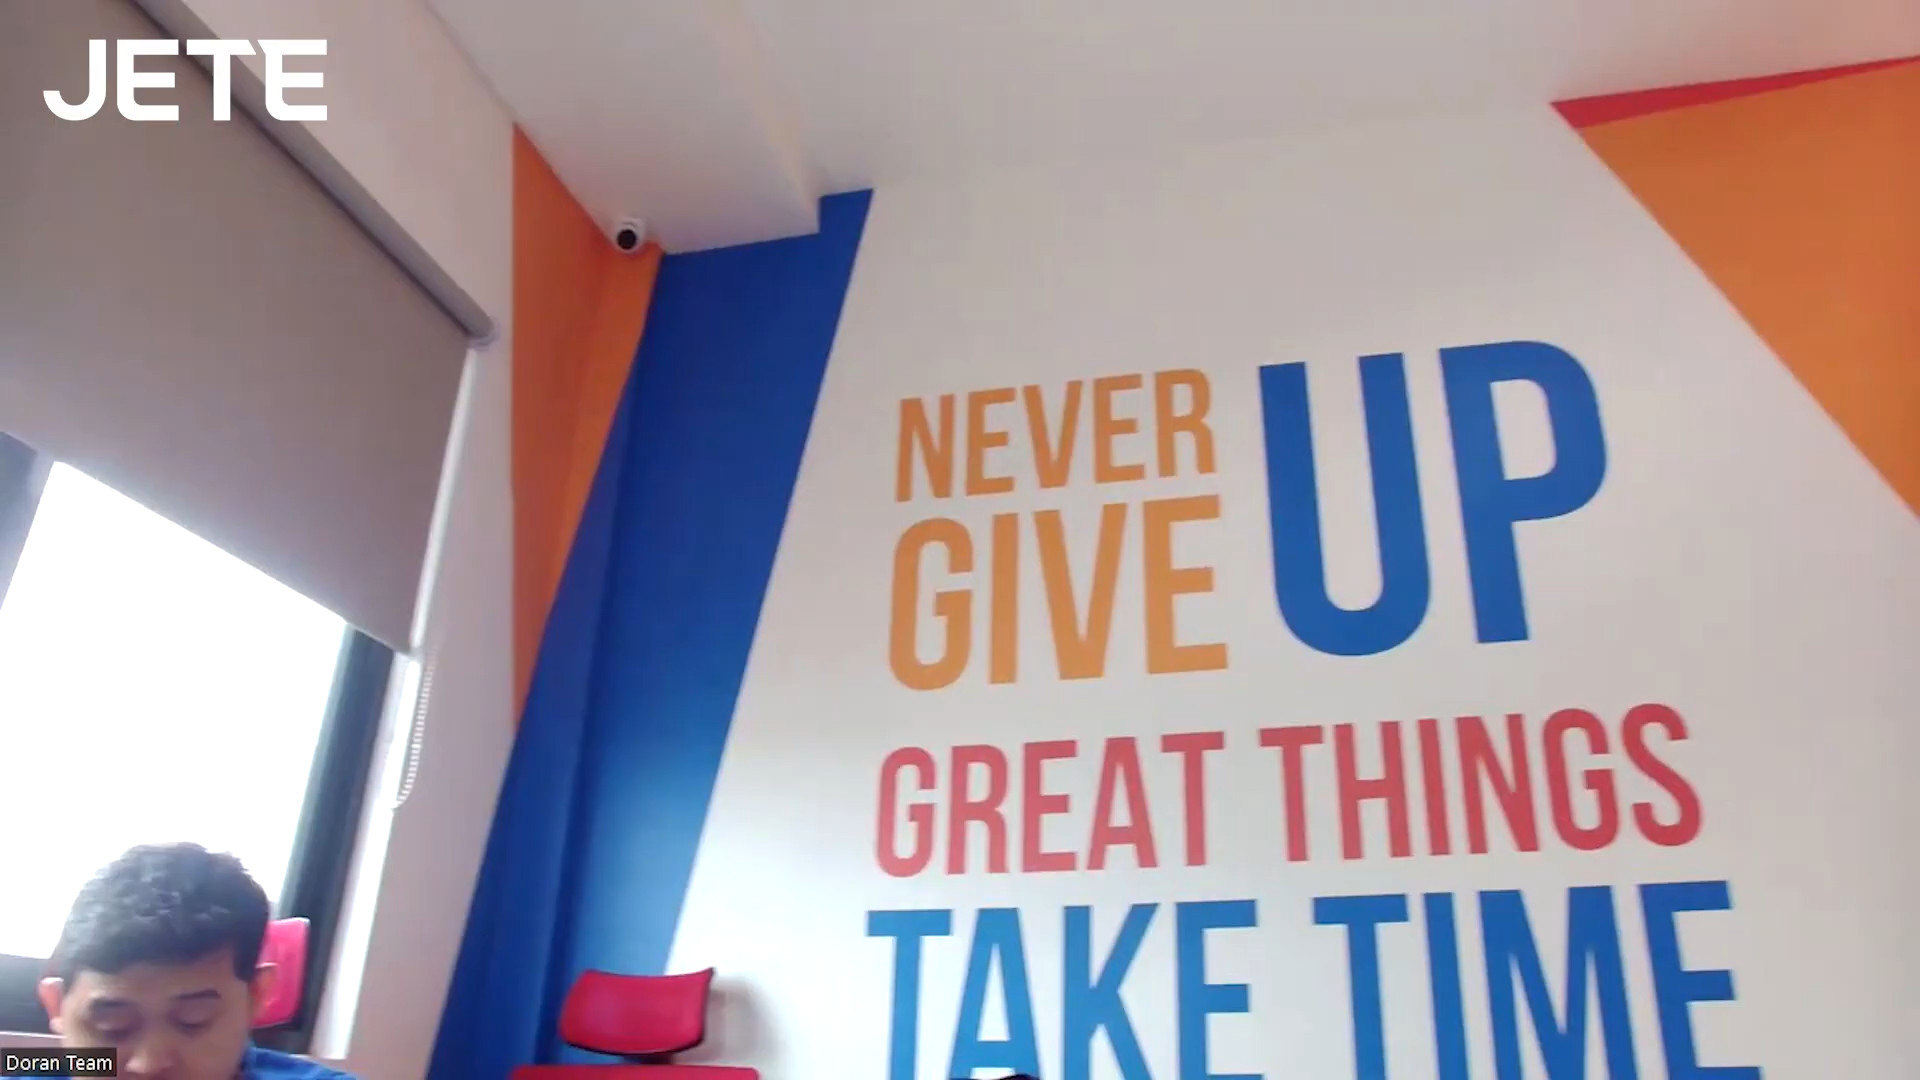 JETE
NEVER
GIVE
UP
GREAT THINGS
TAKE TIME
Doran Team